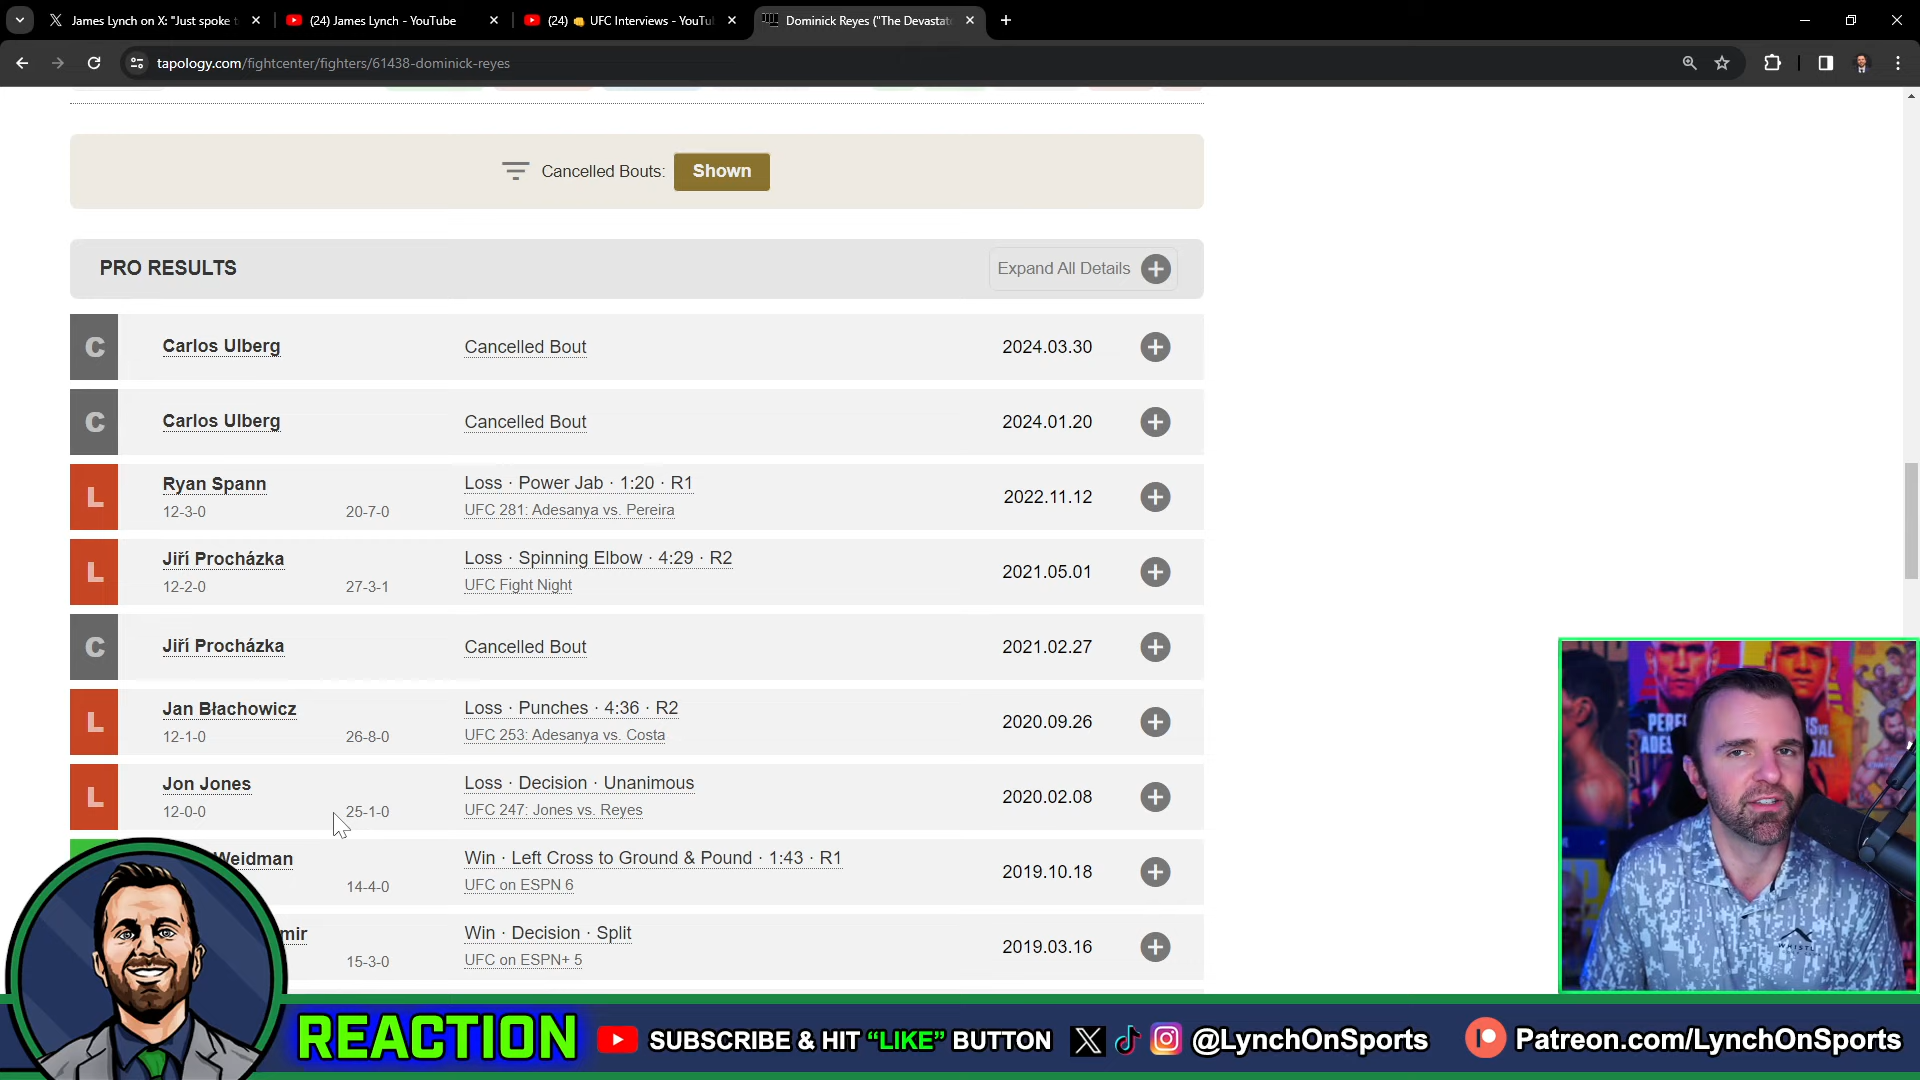 James Lynch on X: "Just spoke t
(24) James Lynch - YouTube
(24) 👊 UFC Interviews - YouTu
Dominick Reyes ("The Devastat
tapology.com/fightcenter/fighters/61438-dominick-reyes
Cancelled Bouts: Shown
PRO RESULTS
Expand All Details
C Carlos Ulberg Cancelled Bout 2024.03.30
C Carlos Ulberg Cancelled Bout 2024.01.20
L Ryan Spann Loss · Power Jab · 1:20 · R1 2022.11.12
12-3-0 20-7-0 UFC 281: Adesanya vs. Pereira
L Jiří Procházka Loss · Spinning Elbow · 4:29 · R2 2021.05.01
12-2-0 27-3-1 UFC Fight Night
C Jiří Procházka Cancelled Bout 2021.02.27
L Jan Błachowicz Loss · Punches · 4:36 · R2 2020.09.26
12-1-0 26-8-0 UFC 253: Adesanya vs. Costa
L Jon Jones Loss · Decision · Unanimous 2020.02.08
12-0-0 25-1-0 UFC 247: Jones vs. Reyes
Weidman Win · Left Cross to Ground & Pound · 1:43 · R1 2019.10.18
14-4-0 UFC on ESPN 6
mir Win · Decision · Split 2019.03.16
15-3-0 UFC on ESPN+ 5
REACTION SUBSCRIBE & HIT “LIKE” BUTTON @LynchOnSports Patreon.com/LynchOnSports